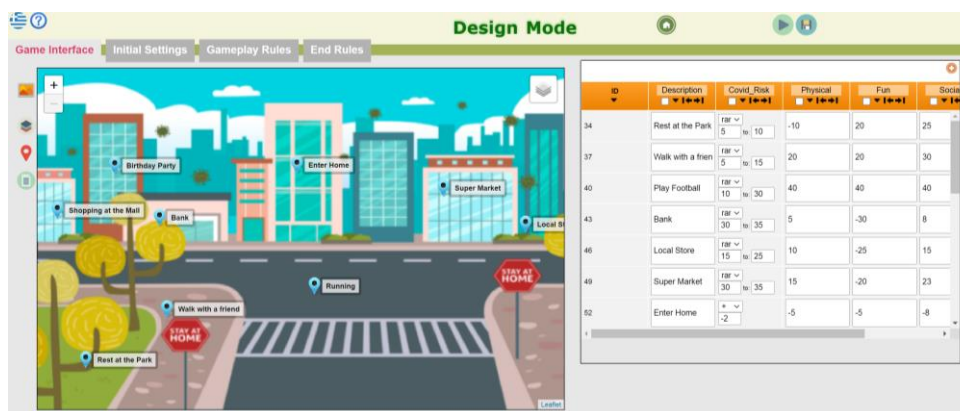 Design Mode
Game Interface Initial Settings Gameplay Rules End Rules
+
-
Birthday Party
Enter Home
Super Market
Shopping at the Mall
Bank
Local
Running
STAY AT
HOME
Walk with a friend
STAY AT
HOME
Rest at the Park
Leaflet
ID Description Covid_Risk Physical Fun Socia
34 Rest at the Park rar 5 to 10 -10 20 25
37 Walk with a frien rar 5 to 15 20 20 30
40 Play Football rar 10 to 30 40 40 40
43 Bank rar 30 to 35 5 -30 8
46 Local Store rar 15 to 25 10 -25 15
49 Super Market rar 30 to 35 15 -20 23
52 Enter Home + -2 -5 -5 -8